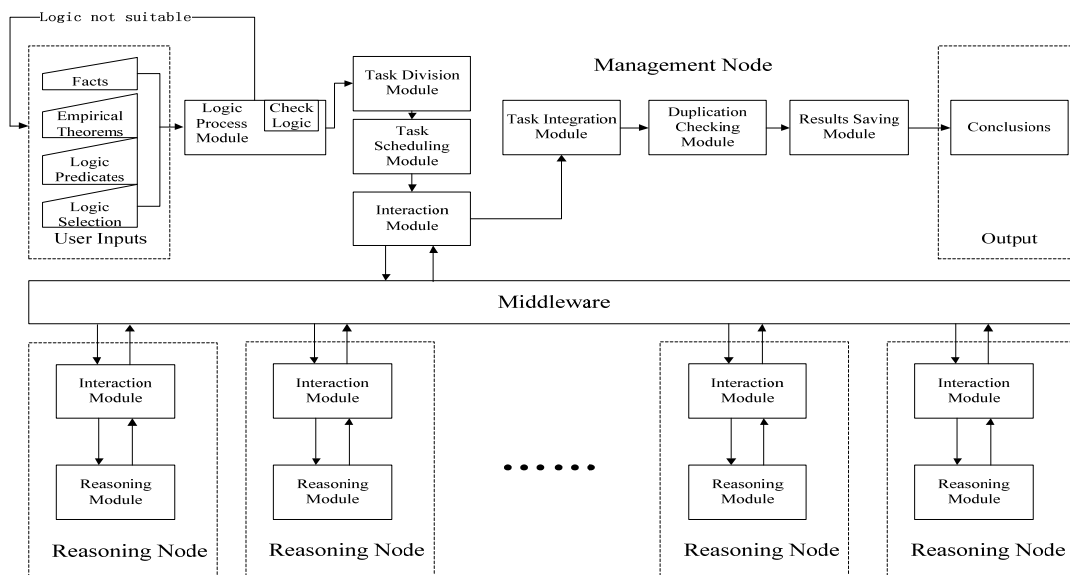 Logic not suitable
Facts
Empirical
Theorems
Logic
Predicates
Logic
Selection
User Inputs
Logic
Process
Module
Check
Logic
Task Division
Module
Task
Scheduling
Module
Interaction
Module
Management Node
Task Integration
Module
Duplication
Checking
Module
Results Saving
Module
Conclusions
Output
Middleware
Interaction
Module
Reasoning
Module
Reasoning Node
Interaction
Module
Reasoning
Module
Reasoning Node
Interaction
Module
Reasoning
Module
Reasoning Node
Interaction
Module
Reasoning
Module
Reasoning Node